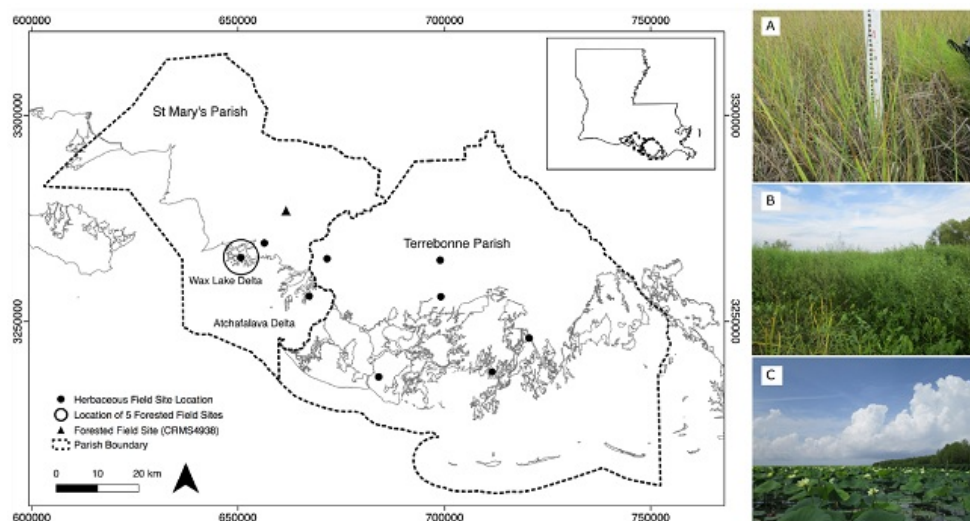 600000 650000 700000 750000
St Mary's Parish
3300000
3300000
Terrebonne Parish
Wax Lake Delta
Atchafalava Delta
3250000
3250000
Herbaceous Field Site Location
Location of 5 Forested Field Sites
Forested Field Site (CRMS4938)
Parish Boundary
0 10 20 km
600000 650000 700000 750000
A
B
C